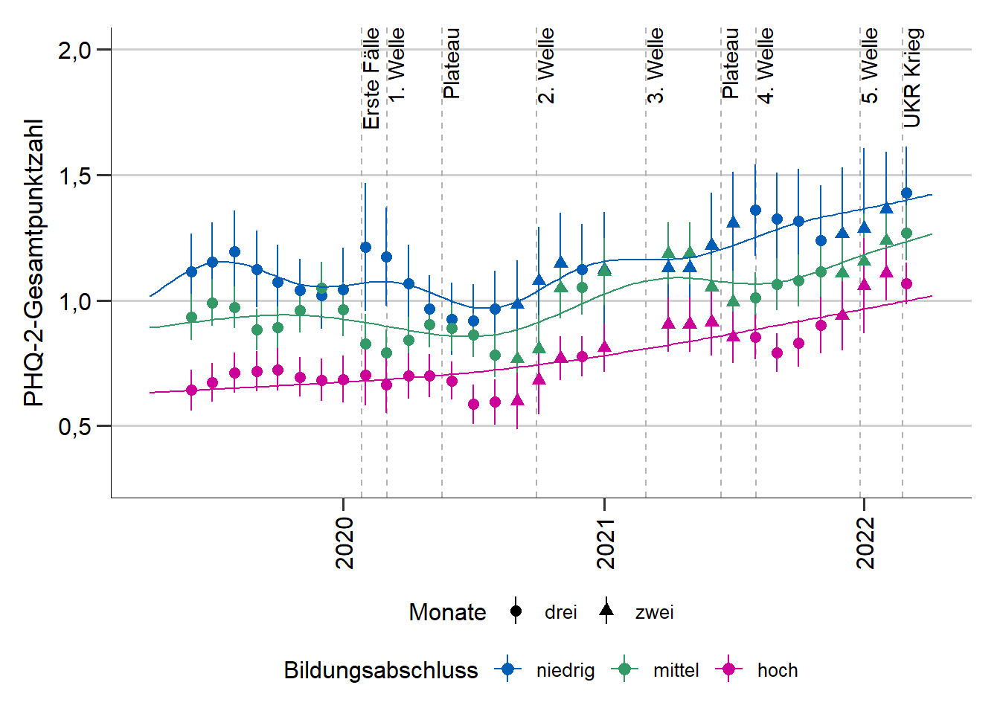 PHQ-2-Gesamtpunktzahl
2,0
1,5
1,0
0,5
Erste Fälle
1. Welle
Plateau
2. Welle
3. Welle
Plateau
4. Welle
5. Welle
UKR Krieg
2020
2021
2022
Monate drei zwei
Bildungsabschluss niedrig mittel hoch